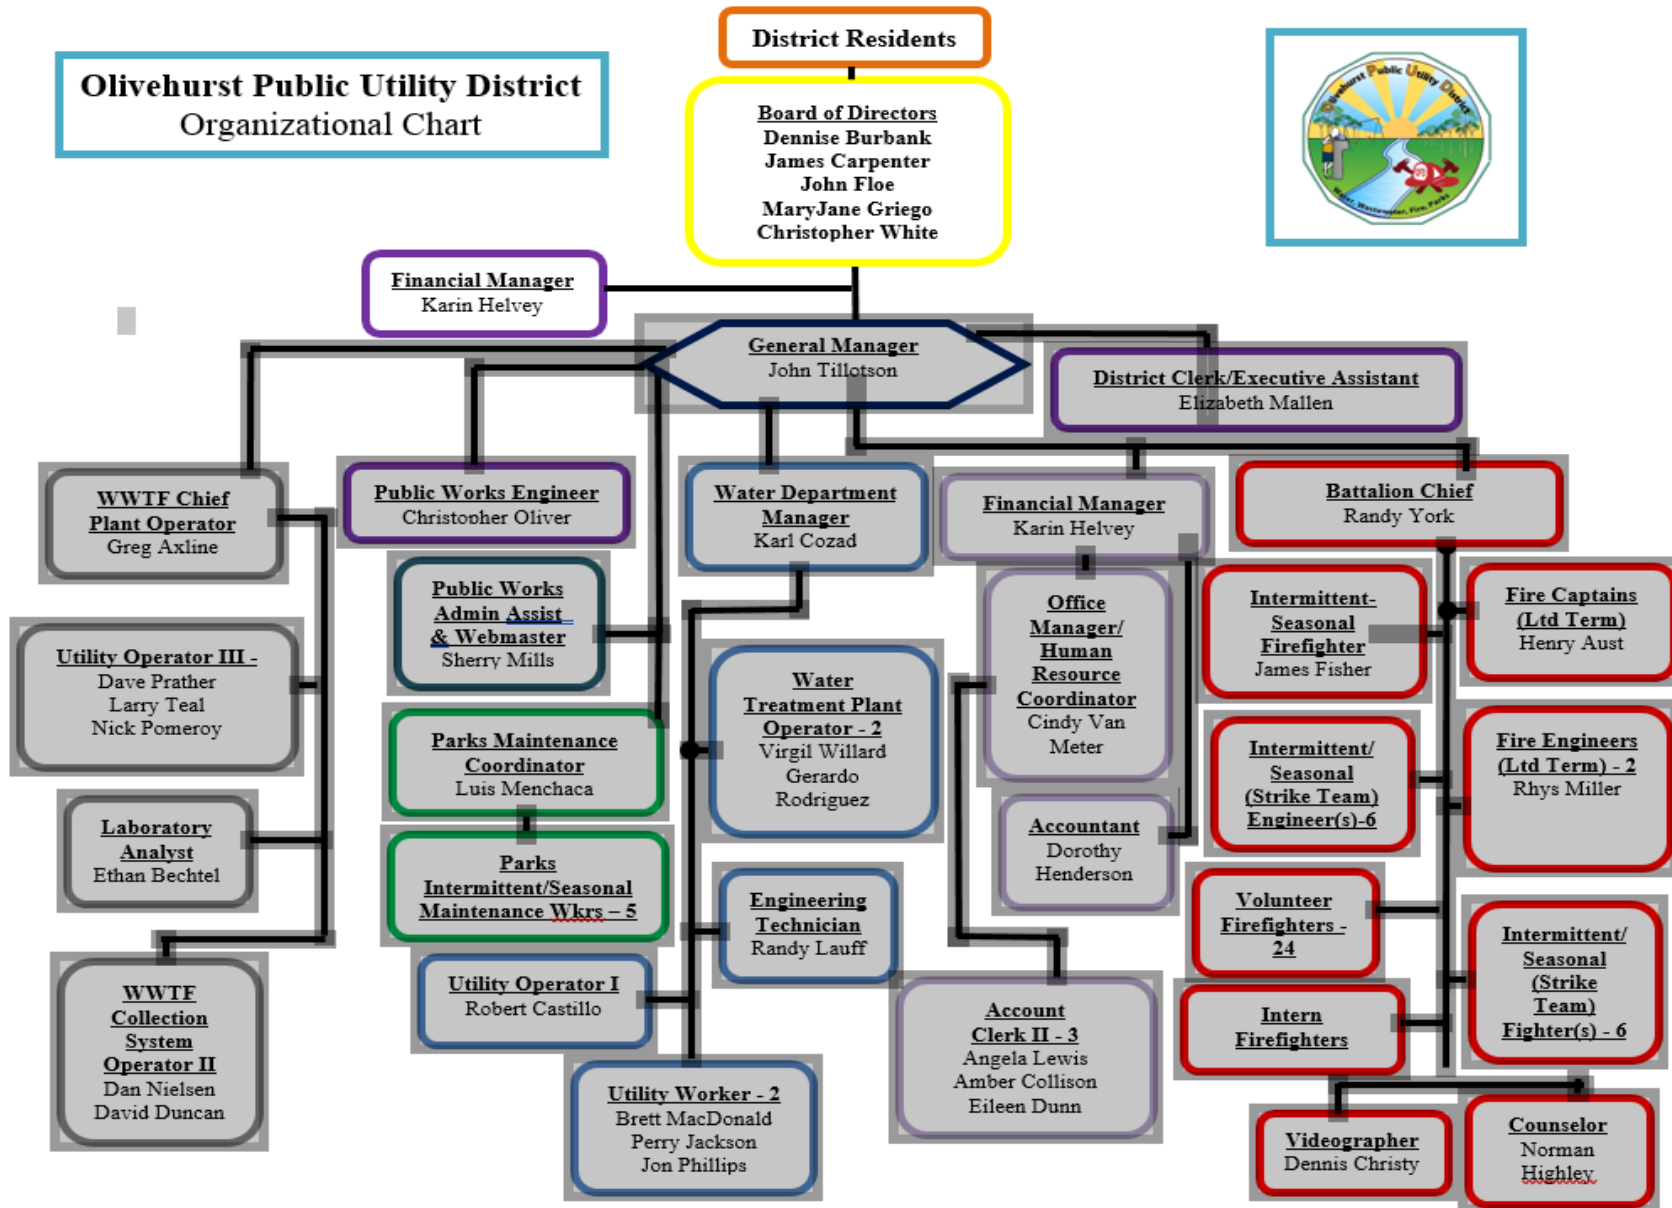 Olivehurst Public Utility District
Organizational Chart
District Residents
Board of Directors
Dennise Burbank
James Carpenter
John Floe
MaryJane Griego
Christopher White
Olivehurst Public Utility District
Water, Wastewater, Fire, Parks
Financial Manager
Karin Helvey
General Manager
John Tillotson
District Clerk/Executive Assistant
Elizabeth Mallen
WWTF Chief
Plant Operator
Greg Axline
Utility Operator III -
Dave Prather
Larry Teal
Nick Pomeroy
Laboratory
Analyst
Ethan Bechtel
WWTF
Collection
System
Operator II
Dan Nielsen
David Duncan
Public Works Engineer
Christopher Oliver
Public Works
Admin Assist
& Webmaster
Sherry Mills
Parks Maintenance
Coordinator
Luis Menchaca
Parks
Intermittent/Seasonal
Maintenance Wkrs – 5
Utility Operator I
Robert Castillo
Water Department
Manager
Karl Cozad
Water
Treatment Plant
Operator - 2
Virgil Willard
Gerardo
Rodriguez
Engineering
Technician
Randy Lauff
Utility Worker - 2
Brett MacDonald
Perry Jackson
Jon Phillips
Financial Manager
Karin Helvey
Office
Manager/
Human
Resource
Coordinator
Cindy Van
Meter
Accountant
Dorothy
Henderson
Account
Clerk II - 3
Angela Lewis
Amber Collison
Eileen Dunn
Battalion Chief
Randy York
Intermittent-
Seasonal
Firefighter
James Fisher
Fire Captains
(Ltd Term)
Henry Aust
Intermittent/
Seasonal
(Strike Team)
Engineer(s)-6
Fire Engineers
(Ltd Term) - 2
Rhys Miller
Volunteer
Firefighters -
24
Intermittent/
Seasonal
(Strike
Team)
Fighter(s) - 6
Intern
Firefighters
Videographer
Dennis Christy
Counselor
Norman
Highley